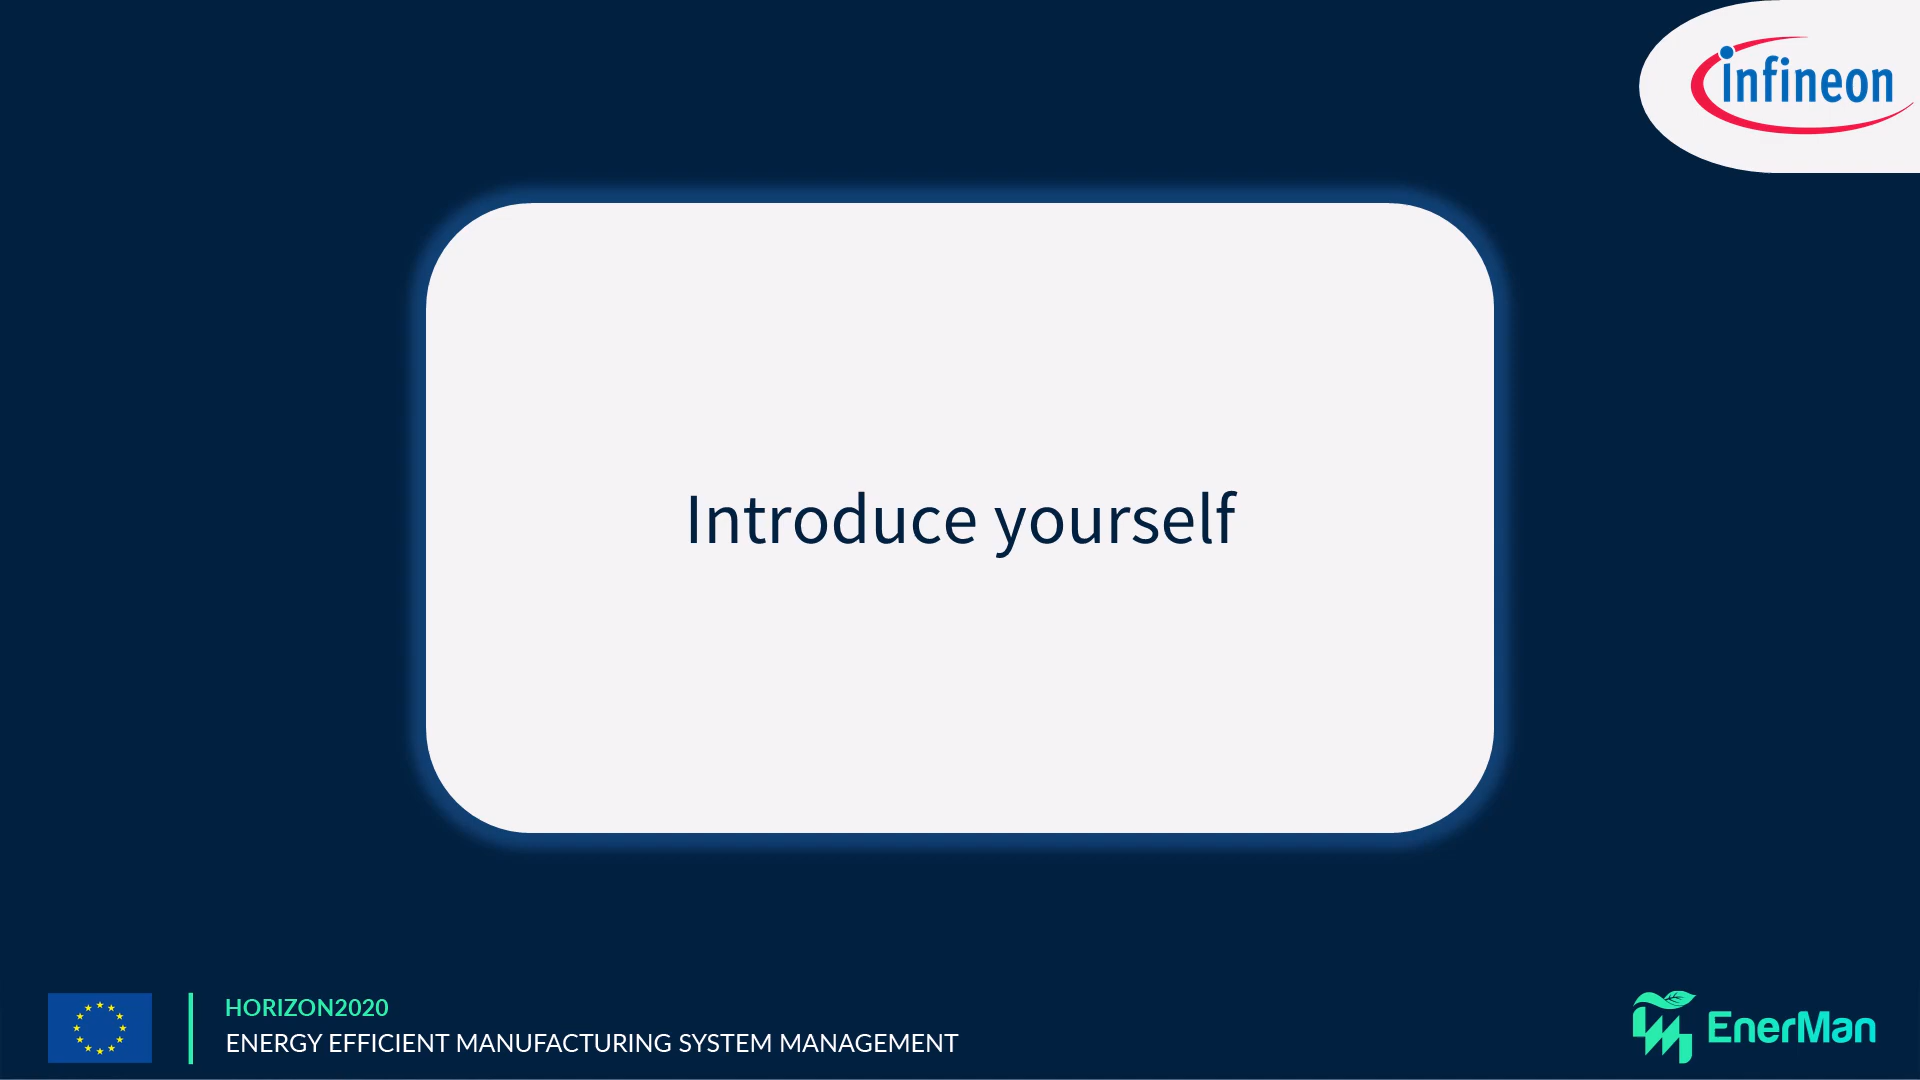 infineon
Introduce yourself
HORIZON2020
ENERGY EFFICIENT MANUFACTURING SYSTEM MANAGEMENT
EnerMan